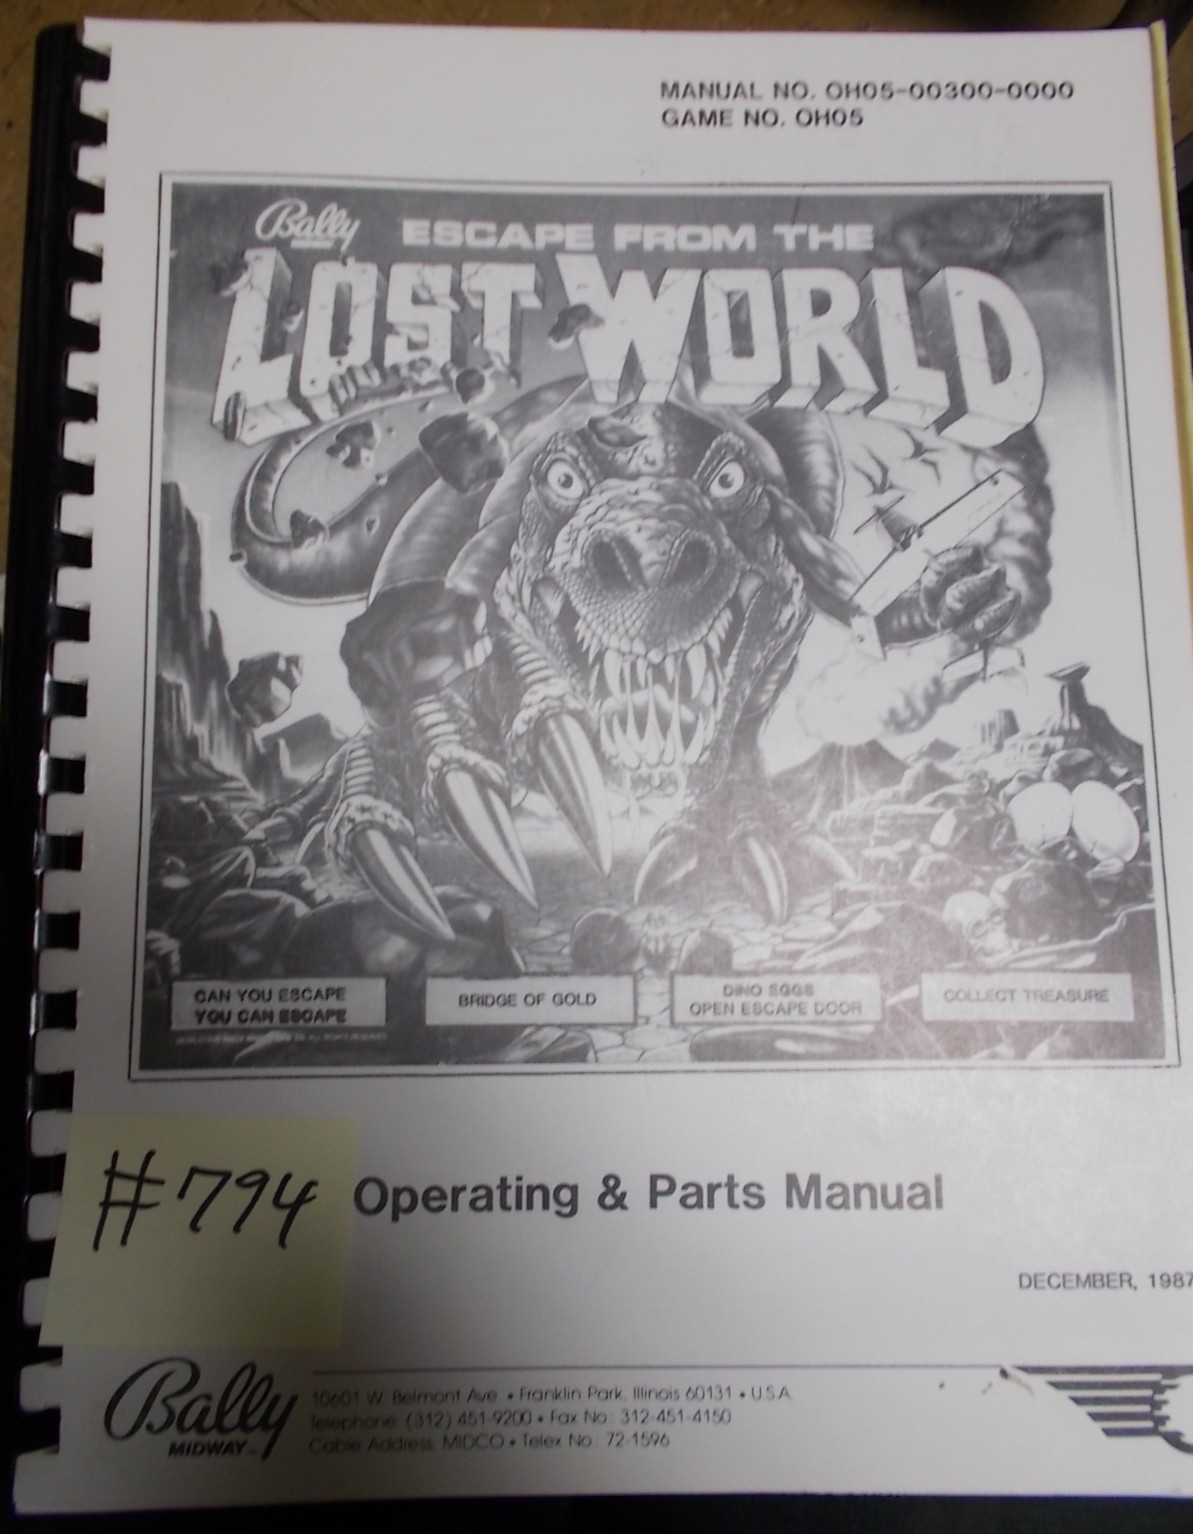 MANUAL NO. OH05-00300-0000
GAME NO. OH05
Bally
ESCAPE FROM THE
LOST WORLD
CAN YOU ESCAPE
YOU CAN ESCAPE
BRIDGE OF GOLD
DINO EGGS
OPEN ESCAPE DOOR
COLLECT TREASURE
#794
Operating & Parts Manual
DECEMBER, 1987
Bally
MIDWAY
10601 W. Belmont Ave. • Franklin Park, Illinois 60131 • U.S.A.
Telephone: (312) 451-9200 • Fax No.: 312-451-4150
Cable Address: MIDCO • Telex No.: 72-1596